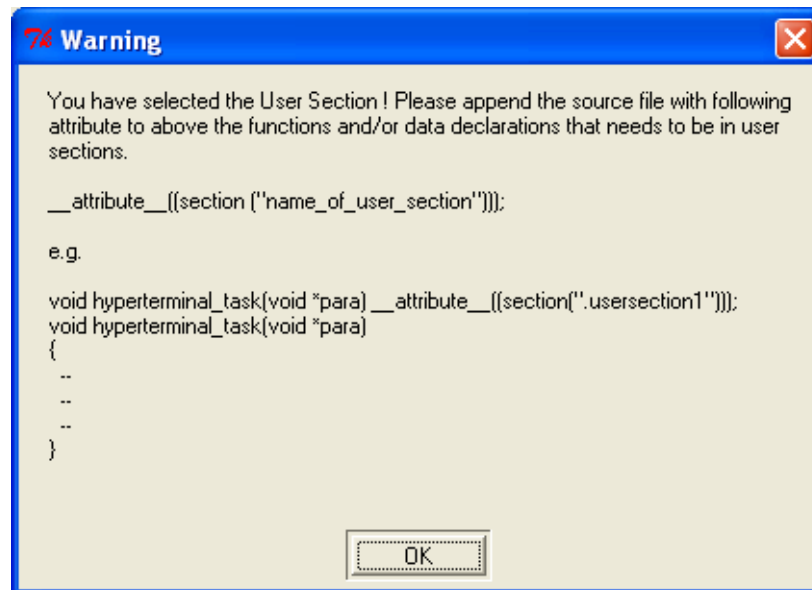 Warning
You have selected the User Section ! Please append the source file with following
attribute to above the functions and/or data declarations that needs to be in user
sections.
__attribute__((section ("name_of_user_section")));
e.g.
void hyperterminal_task(void *para) __attribute__((section(".usersection1")));
void hyperterminal_task(void *para)
{
--
--
--
}
OK